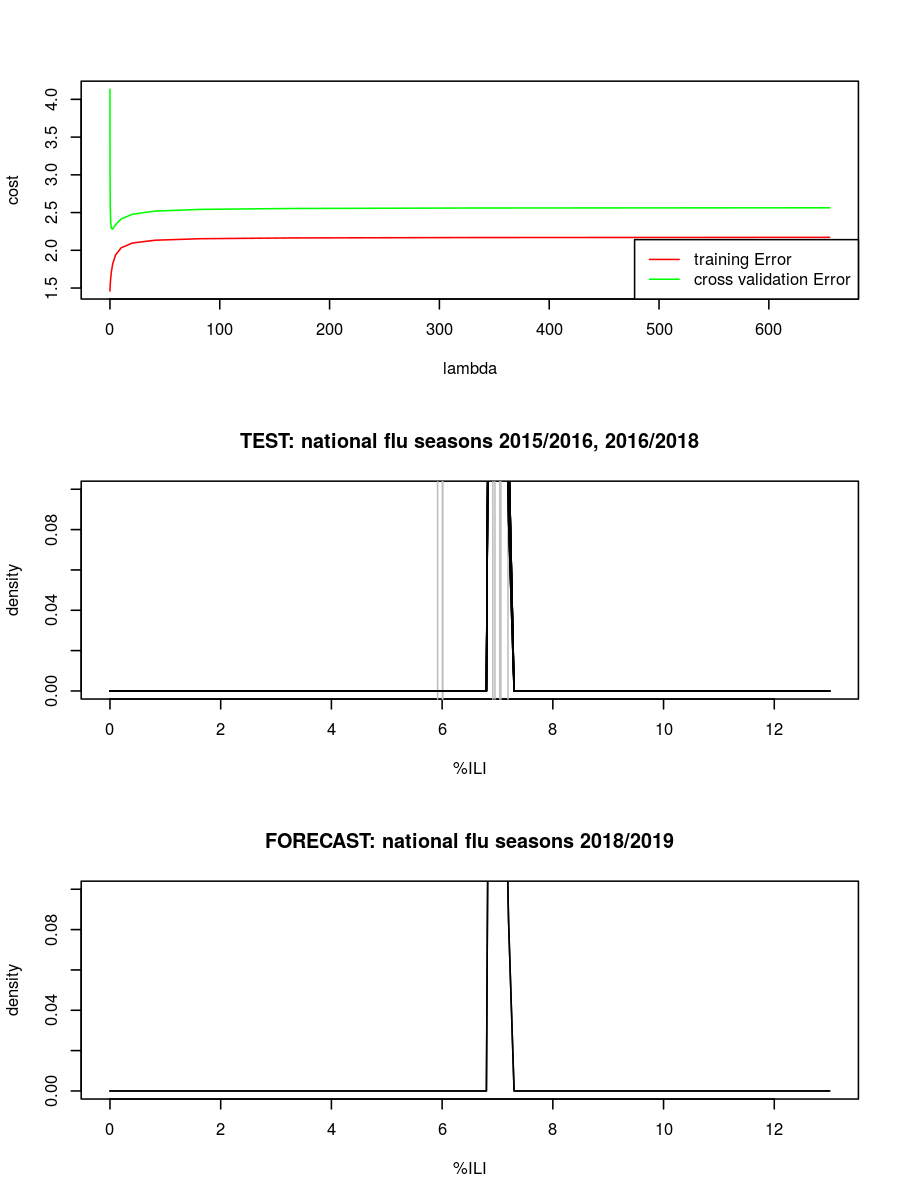 4.0
3.5
3.0
2.5
2.0
1.5
cost
training Error
cross validation Error
0 100 200 300 400 500 600
lambda
TEST: national flu seasons 2015/2016, 2016/2018
0.08
0.04
0.00
density
0 2 4 6 8 10 12
%ILI
FORECAST: national flu seasons 2018/2019
0.08
0.04
0.00
density
0 2 4 6 8 10 12
%ILI